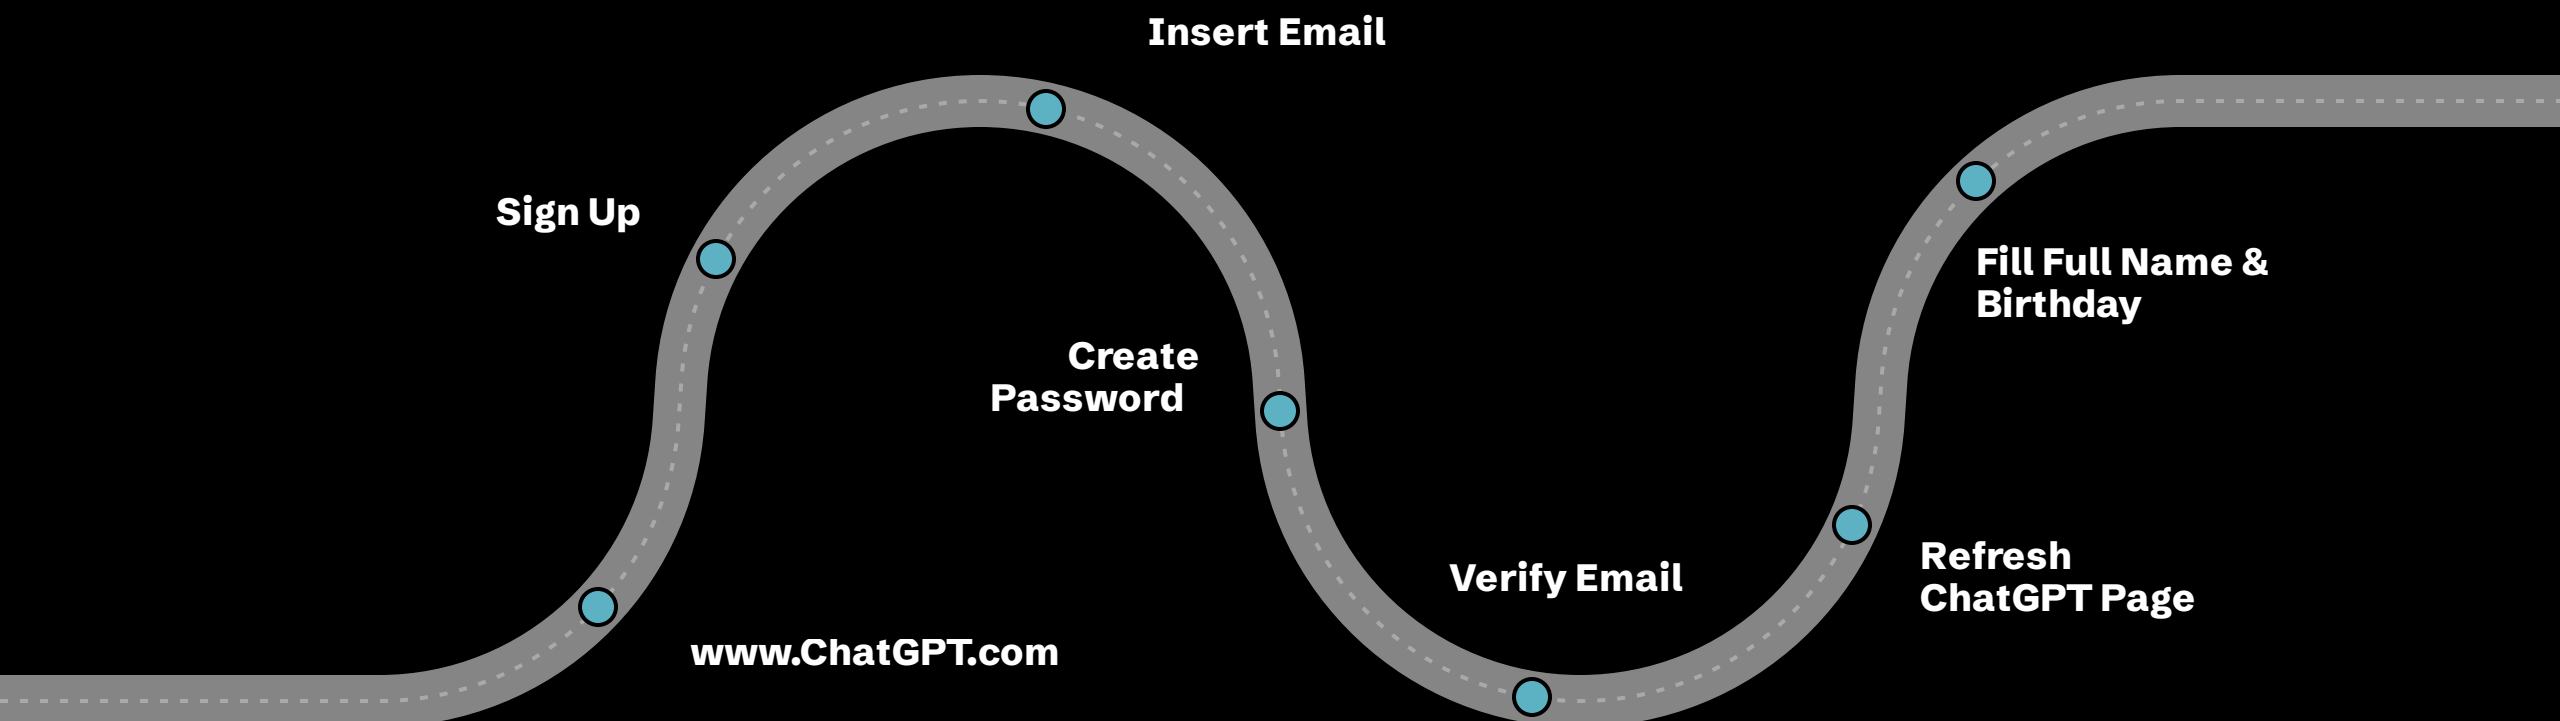 Insert Email
Sign Up
Fill Full Name &
Birthday
Create
Password
Refresh
ChatGPT Page
Verify Email
www.ChatGPT.com